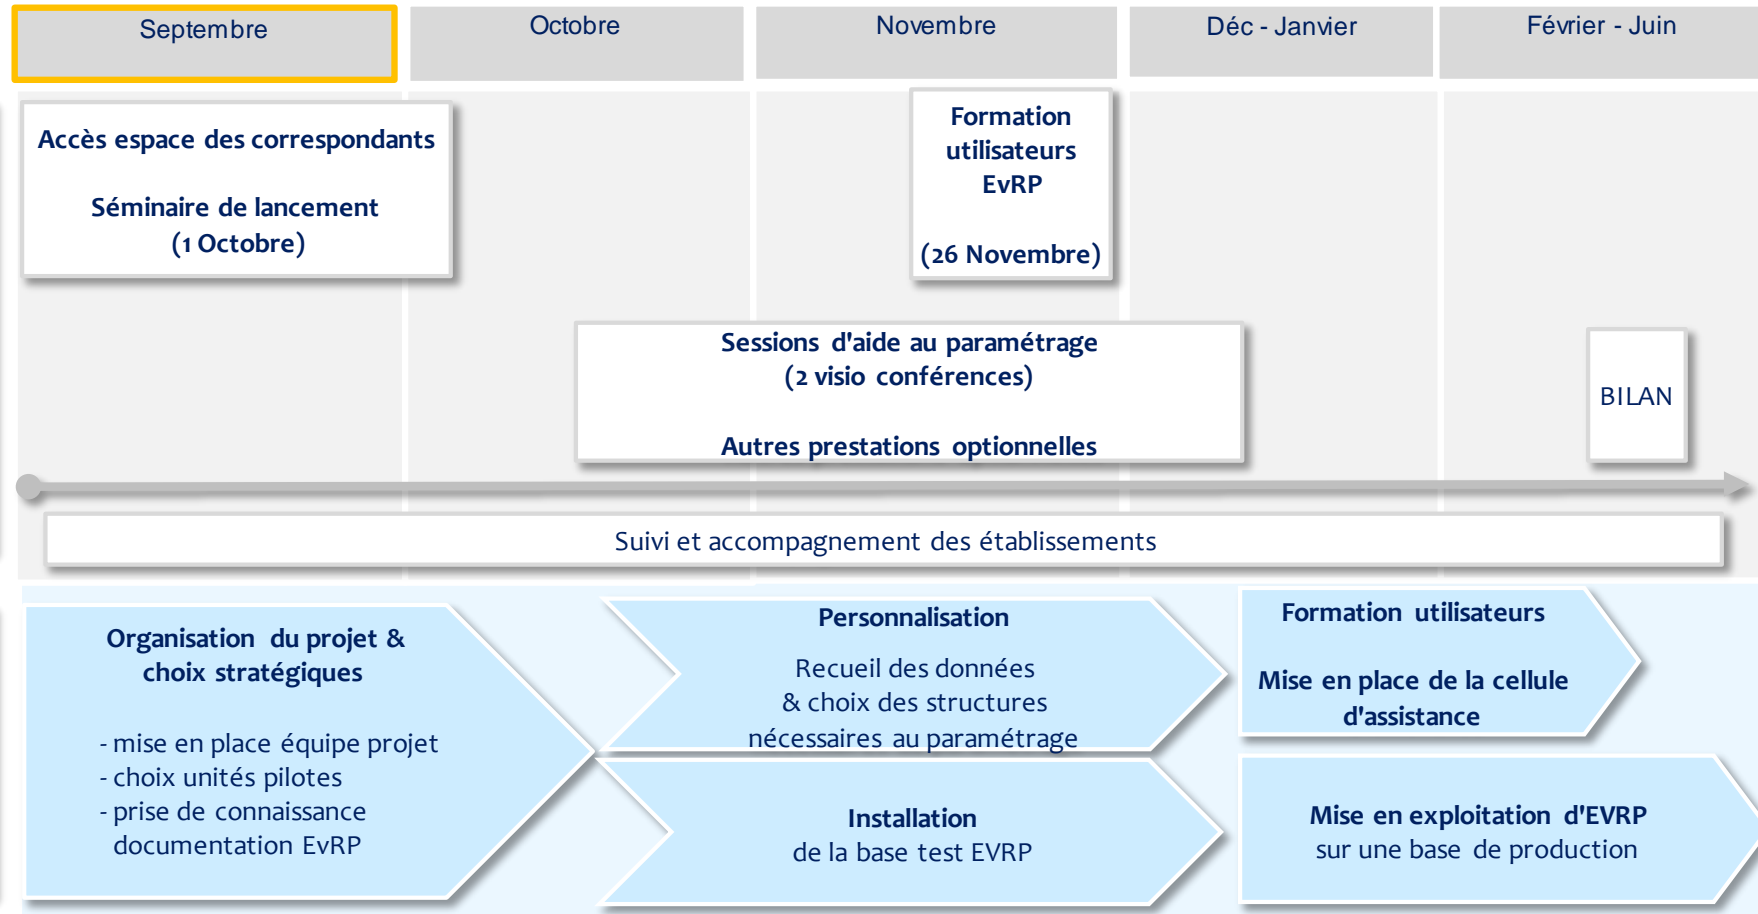 Septembre
Octobre
Novembre
Déc - Janvier
Février - Juin
Accès espace des correspondants
Séminaire de lancement
(1 Octobre)
Formation
utilisateurs
EvRP
(26 Novembre)
Sessions d'aide au paramétrage
(2 visio conférences)
Autres prestations optionnelles
BILAN
Suivi et accompagnement des établissements
Organisation du projet &
choix stratégiques
- mise en place équipe projet
- choix unités pilotes
- prise de connaissance
documentation EvRP
Personnalisation
Recueil des données
& choix des structures
nécessaires au paramétrage
Installation
de la base test EVRP
Formation utilisateurs
Mise en place de la cellule
d'assistance
Mise en exploitation d'EVRP
sur une base de production